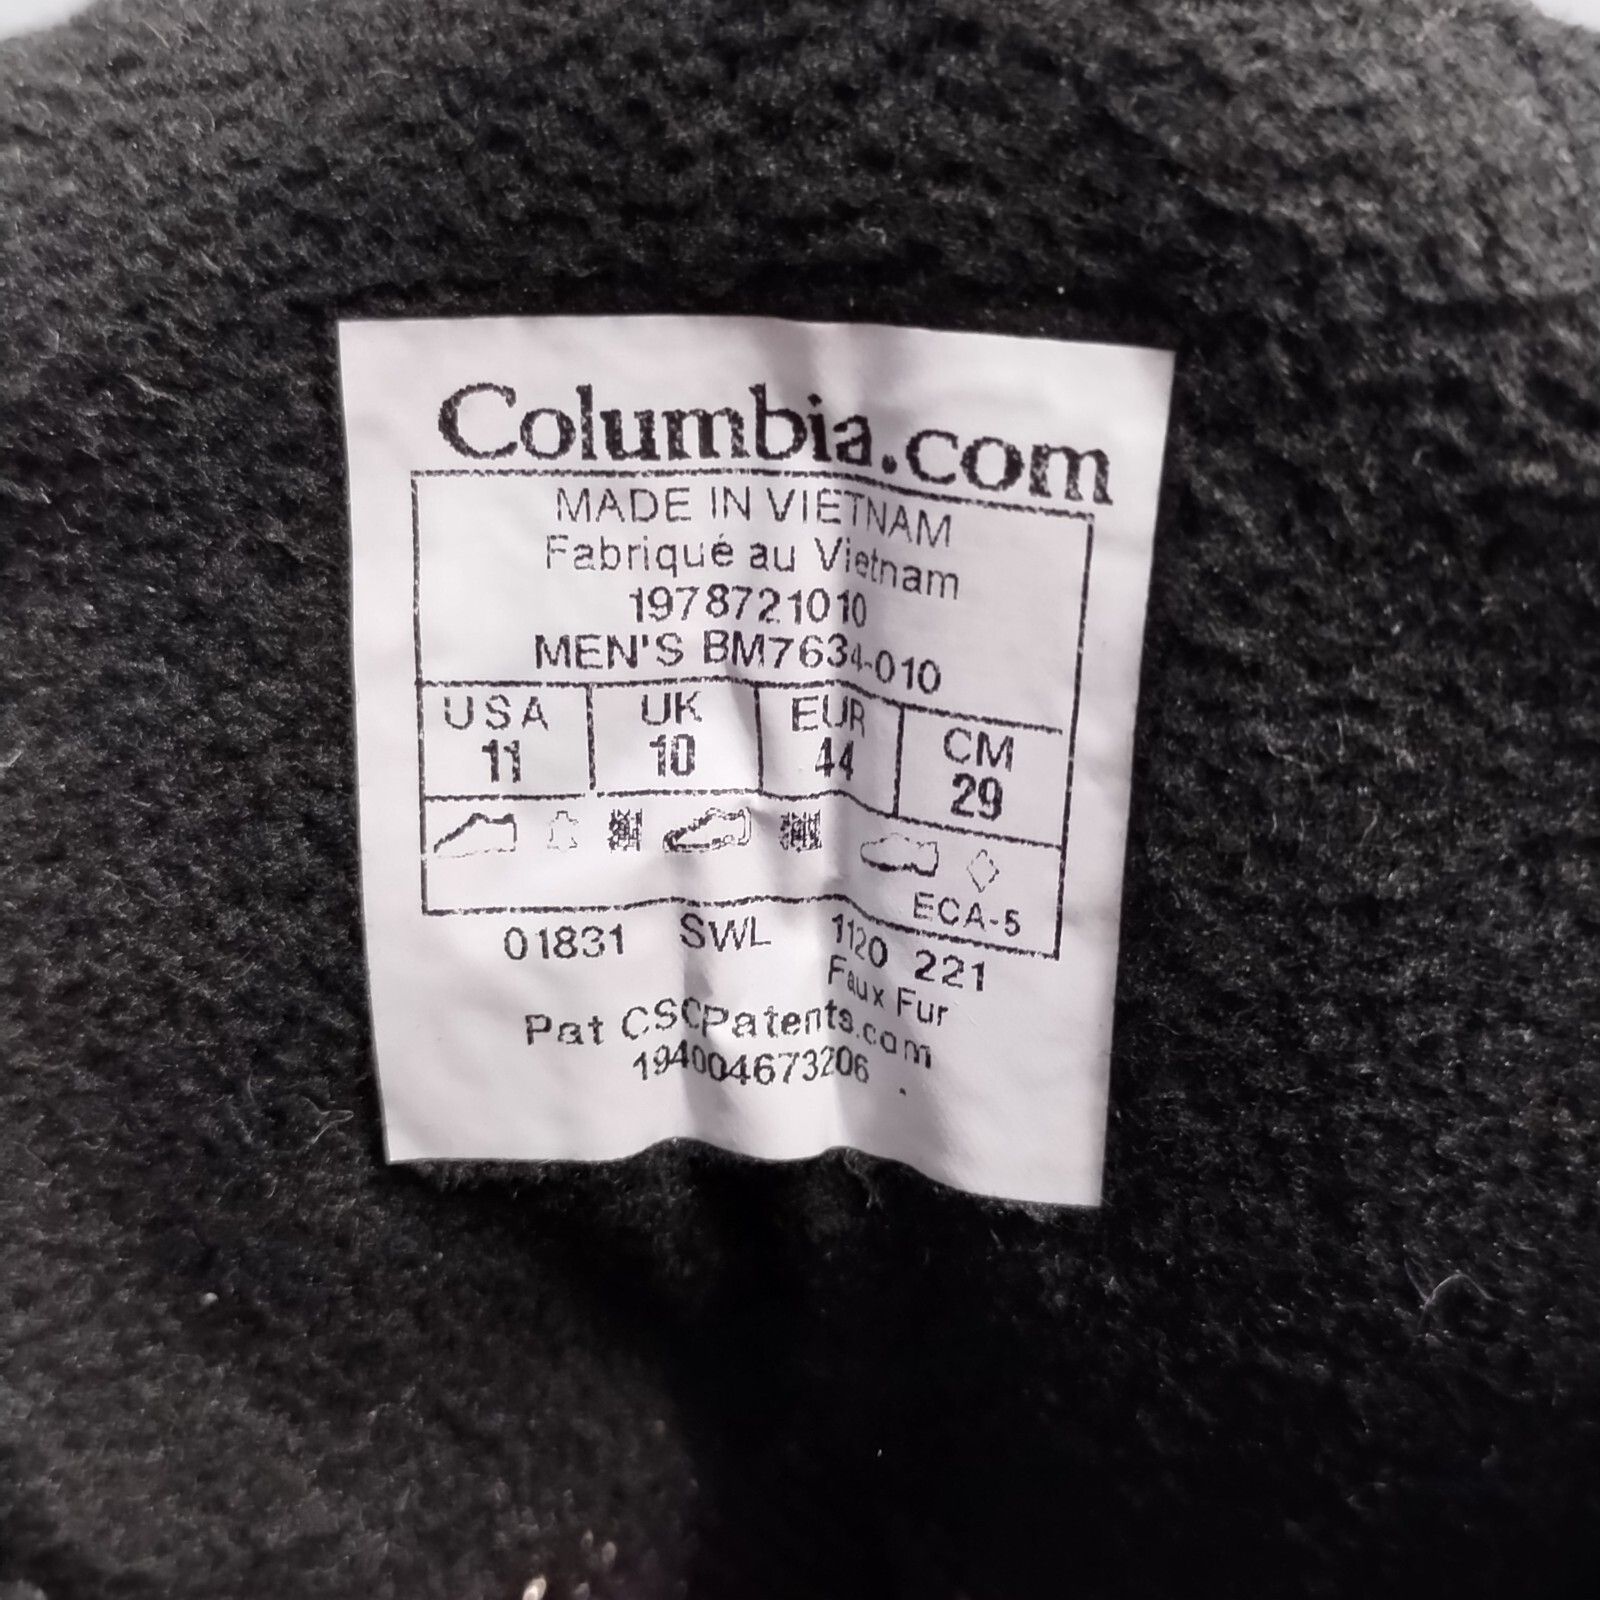 Columbia.com
MADE IN VIETNAM
Fabriqué au Vietnam
1978721010
MEN'S BM7634-010
USA UK EUR CM
11 10 44 29
ECA-5
01831 SWL 1120 221
Faux Fur
Pat CSCPatents.com
194004673206